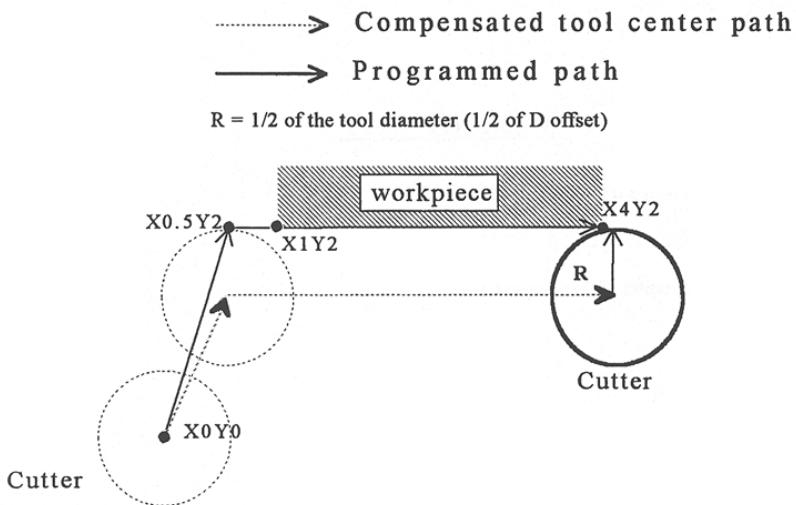 Compensated tool center path
Programmed path
R = 1/2 of the tool diameter (1/2 of D offset)
workpiece
X0.5Y2
X1Y2
X4Y2
R
Cutter
X0Y0
Cutter